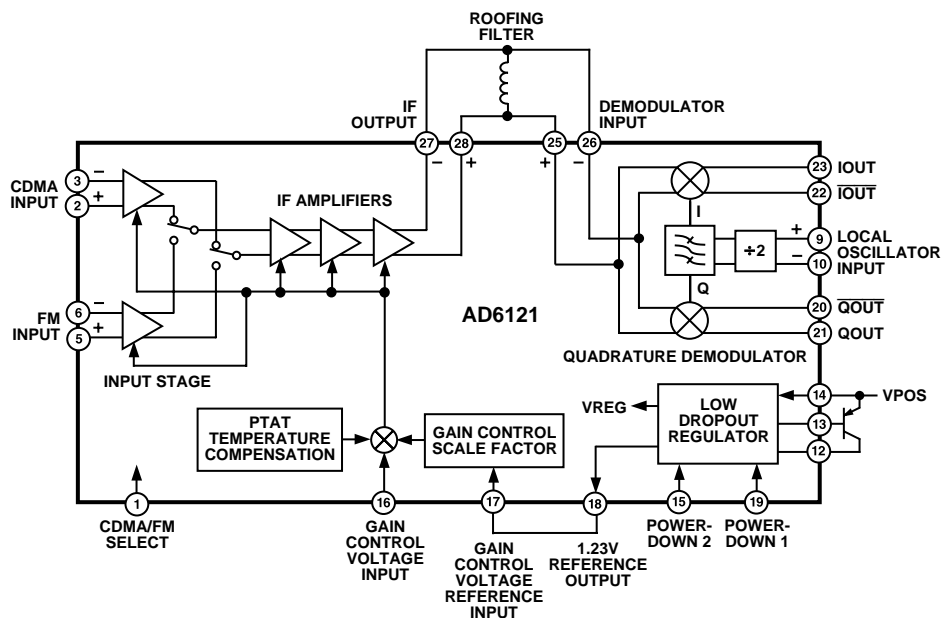 ROOFING
FILTER
IF
OUTPUT
DEMODULATOR
INPUT
27
28
25
26
−
+
+
−
CDMA
INPUT
3
−
2
+
IF AMPLIFIERS
FM
INPUT
6
−
5
+
INPUT STAGE
AD6121
I
Q
÷2
23
IOUT
22
IOUT
+
9
−
10
LOCAL
OSCILLATOR
INPUT
20
QOUT
21
QOUT
QUADRATURE DEMODULATOR
PTAT
TEMPERATURE
COMPENSATION
GAIN CONTROL
SCALE FACTOR
VREG
LOW
DROPOUT
REGULATOR
14
VPOS
13
12
1
CDMA/FM
SELECT
16
GAIN
CONTROL
VOLTAGE
INPUT
17
GAIN
CONTROL
VOLTAGE
REFERENCE
INPUT
18
1.23V
REFERENCE
OUTPUT
15
POWER-
DOWN 2
19
POWER-
DOWN 1